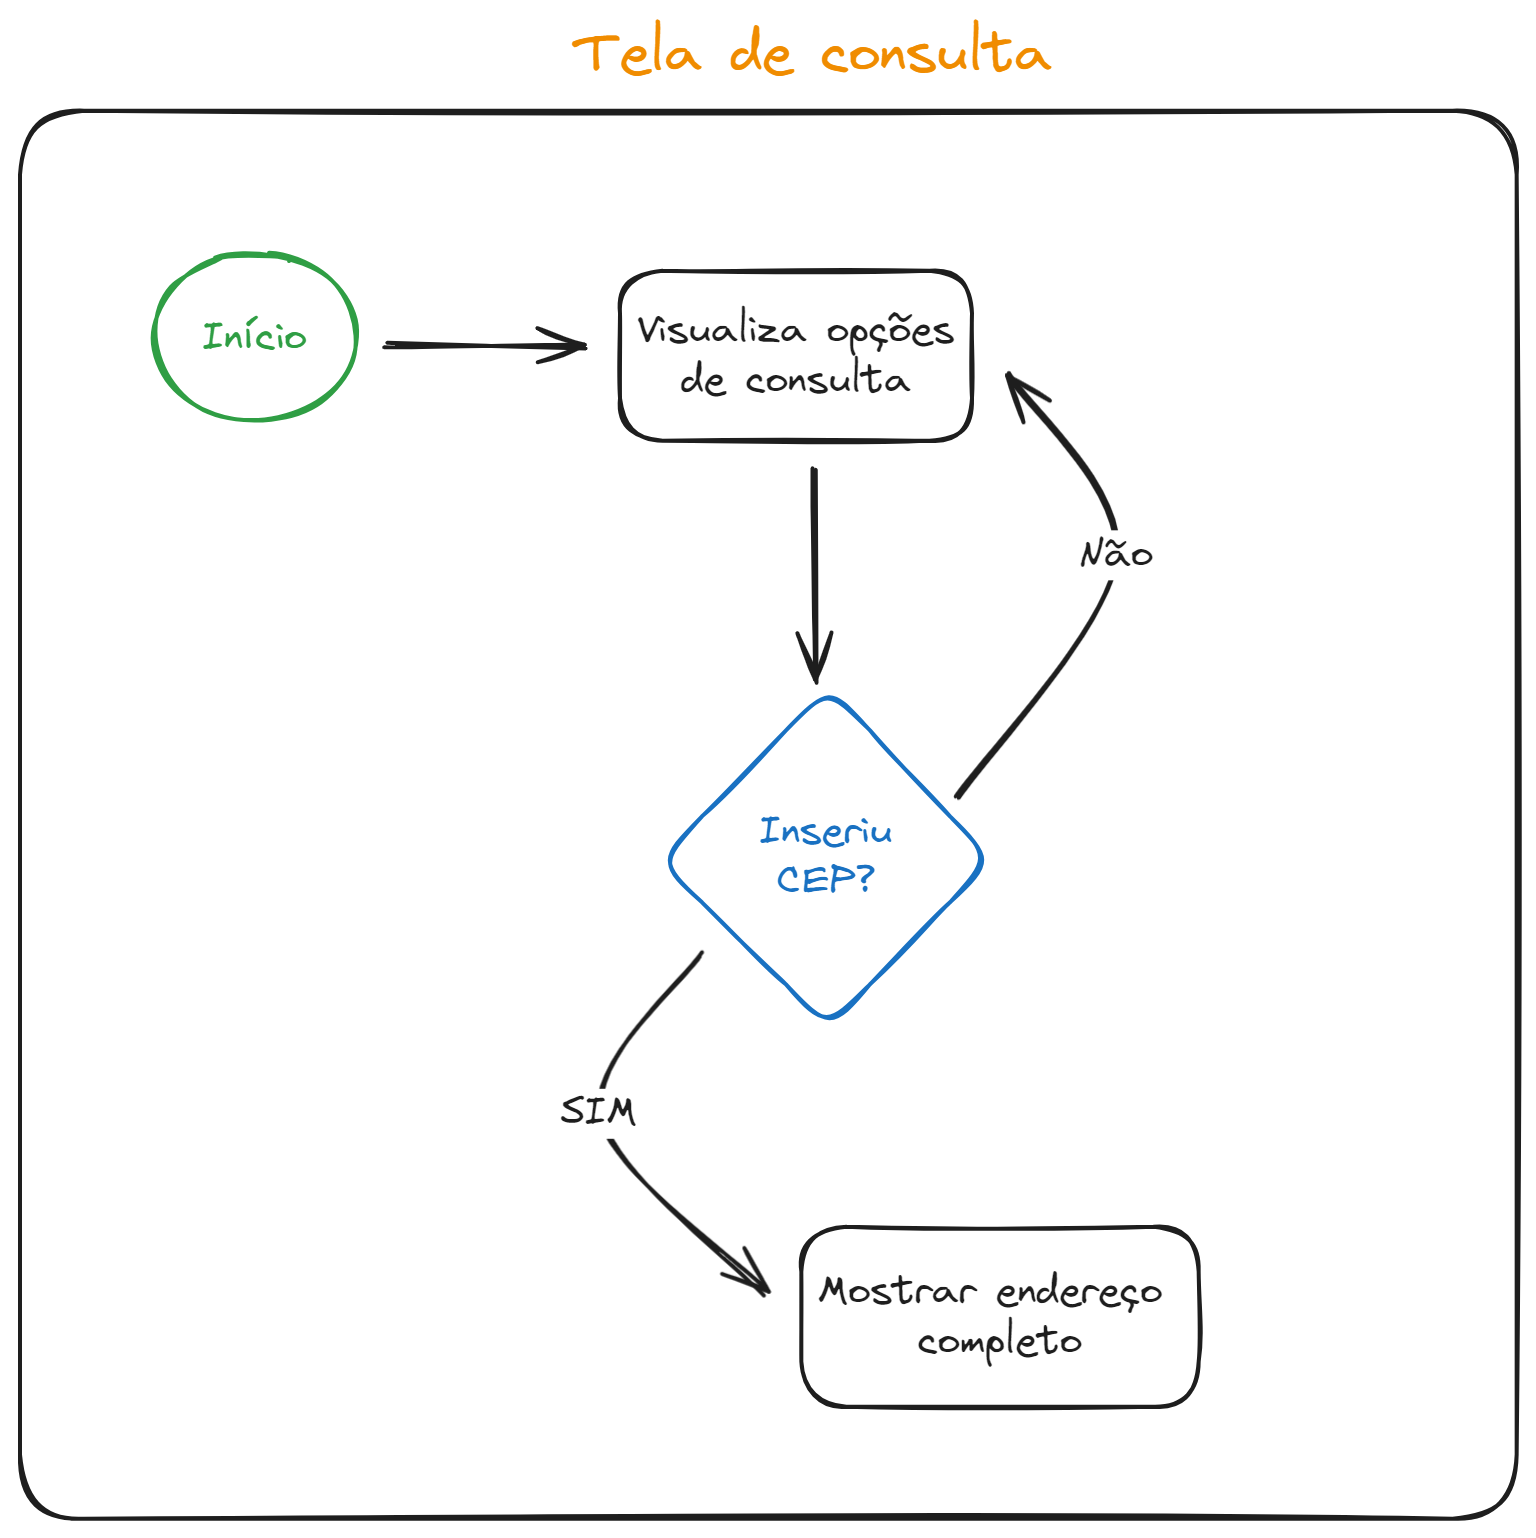 Tela de consulta
Início
Visualiza opções
de consulta
Não
Inseriu
CEP?
SIM
Mostrar endereço
completo